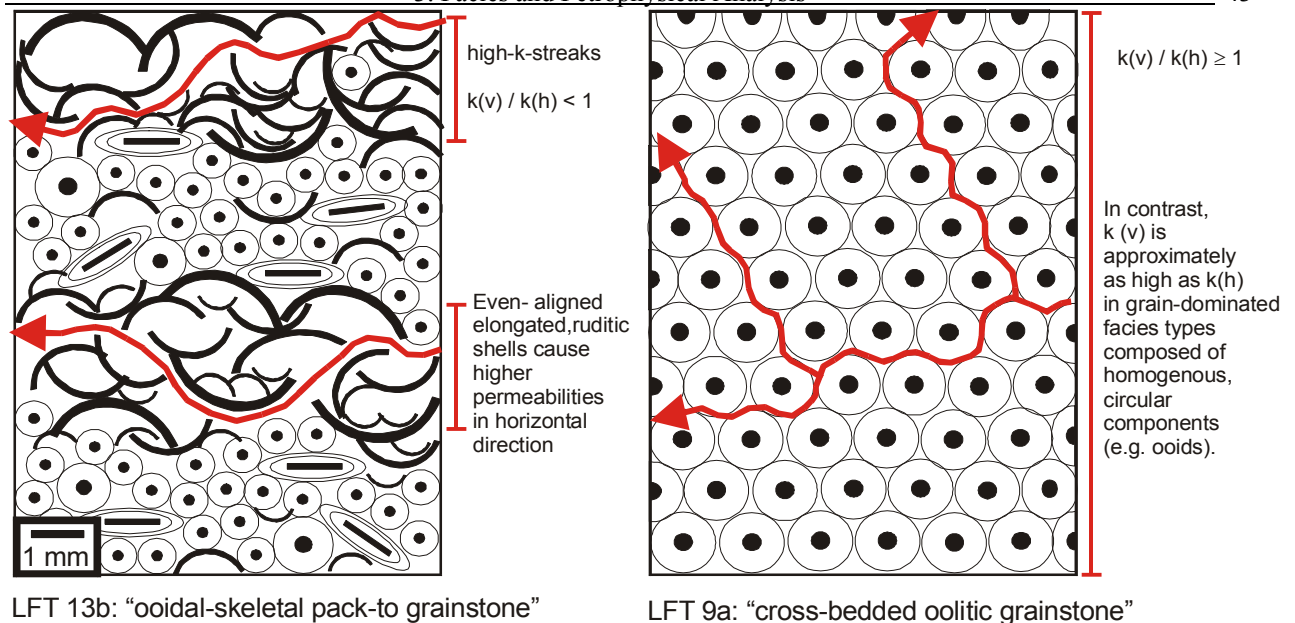 high-k-streaks
k(v) / k(h) < 1
Even- aligned
elongated,ruditic
shells cause
higher
permeabilities
in horizontal
direction
1 mm
LFT 13b: “ooidal-skeletal pack-to grainstone”
k(v) / k(h) ≥ 1
In contrast,
k (v) is
approximately
as high as k(h)
in grain-dominated
facies types
composed of
homogenous,
circular
components
(e.g. ooids).
LFT 9a: “cross-bedded oolitic grainstone”